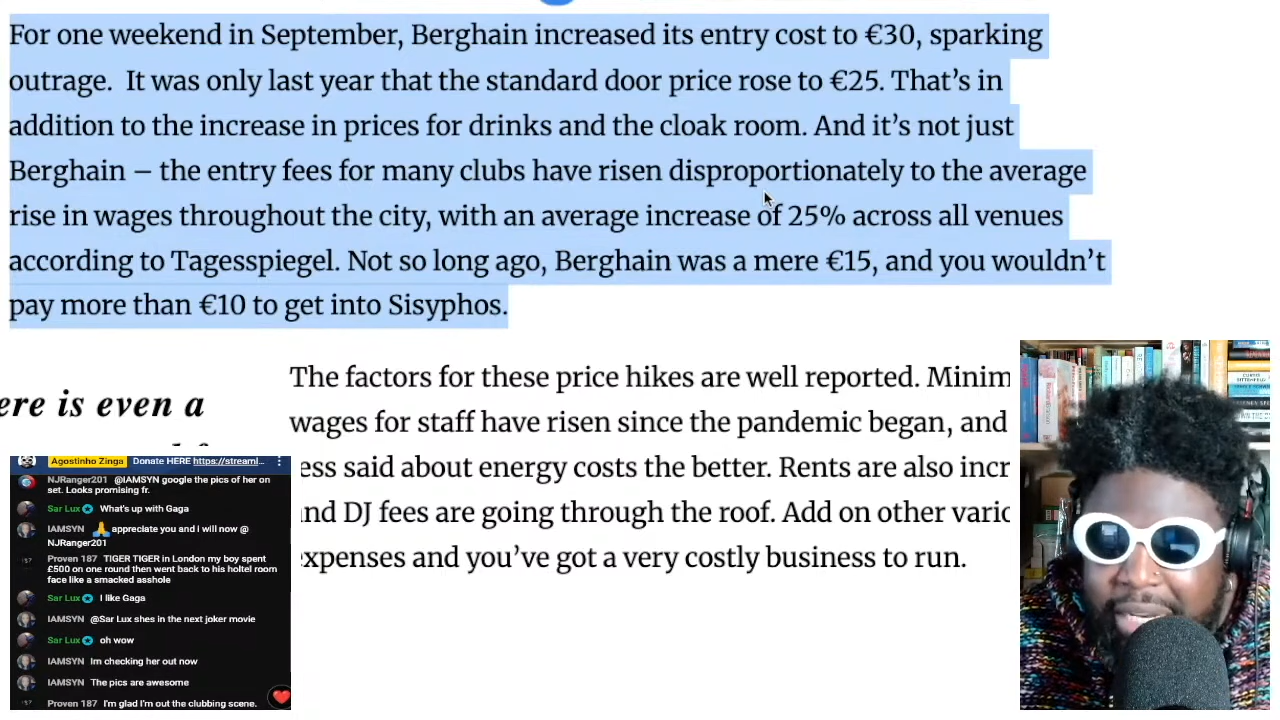 For one weekend in September, Berghain increased its entry cost to €30, sparking
outrage.  It was only last year that the standard door price rose to €25. That’s in
addition to the increase in prices for drinks and the cloak room. And it’s not just
Berghain – the entry fees for many clubs have risen disproportionately to the average
rise in wages throughout the city, with an average increase of 25% across all venues
according to Tagesspiegel. Not so long ago, Berghain was a mere €15, and you wouldn’t
pay more than €10 to get into Sisyphos.
ere is even a
The factors for these price hikes are well reported. Minim
wages for staff have risen since the pandemic began, and
ess said about energy costs the better. Rents are also incr
and DJ fees are going through the roof. Add on other vario
expenses and you’ve got a very costly business to run.
Agostinho Zinga Donate HERE https://streaml...
NJRanger201 @IAMSYN google the pics of her on
set. Looks promising fr.
Sar Lux What's up with Gaga
IAMSYN 🙏 appreciate you and i will now @
NJRanger201
Proven 187 TIGER TIGER in London my boy spent
£500 on one round then went back to his holtel room
face like a smacked asshole
Sar Lux I like Gaga
IAMSYN @Sar Lux shes in the next joker movie
Sar Lux oh wow
IAMSYN Im checking her out now
IAMSYN The pics are awesome
Proven 187 I'm glad I'm out the clubbing scene.